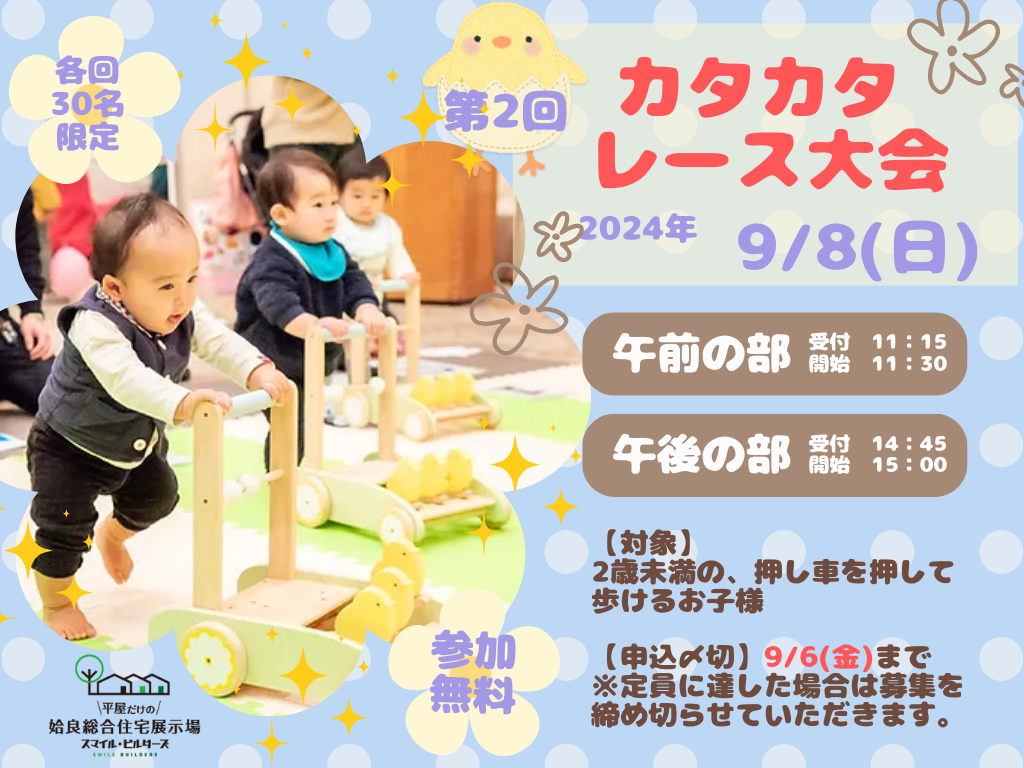 各回
30名
限定
第2回
カタカタ
レース大会
2024年
9/8(日)
午前の部 受付 11:15
開始 11:30
午後の部 受付 14:45
開始 15:00
【対象】
2歳未満の、押し車を押して
歩けるお子様
【申込〆切】9/6(金)まで
※定員に達した場合は募集を
締め切らせていただきます。
参加
無料
\平屋だけの/
姶良総合住宅展示場
スマイル・ビルダーズ
SMILE BUILDERS